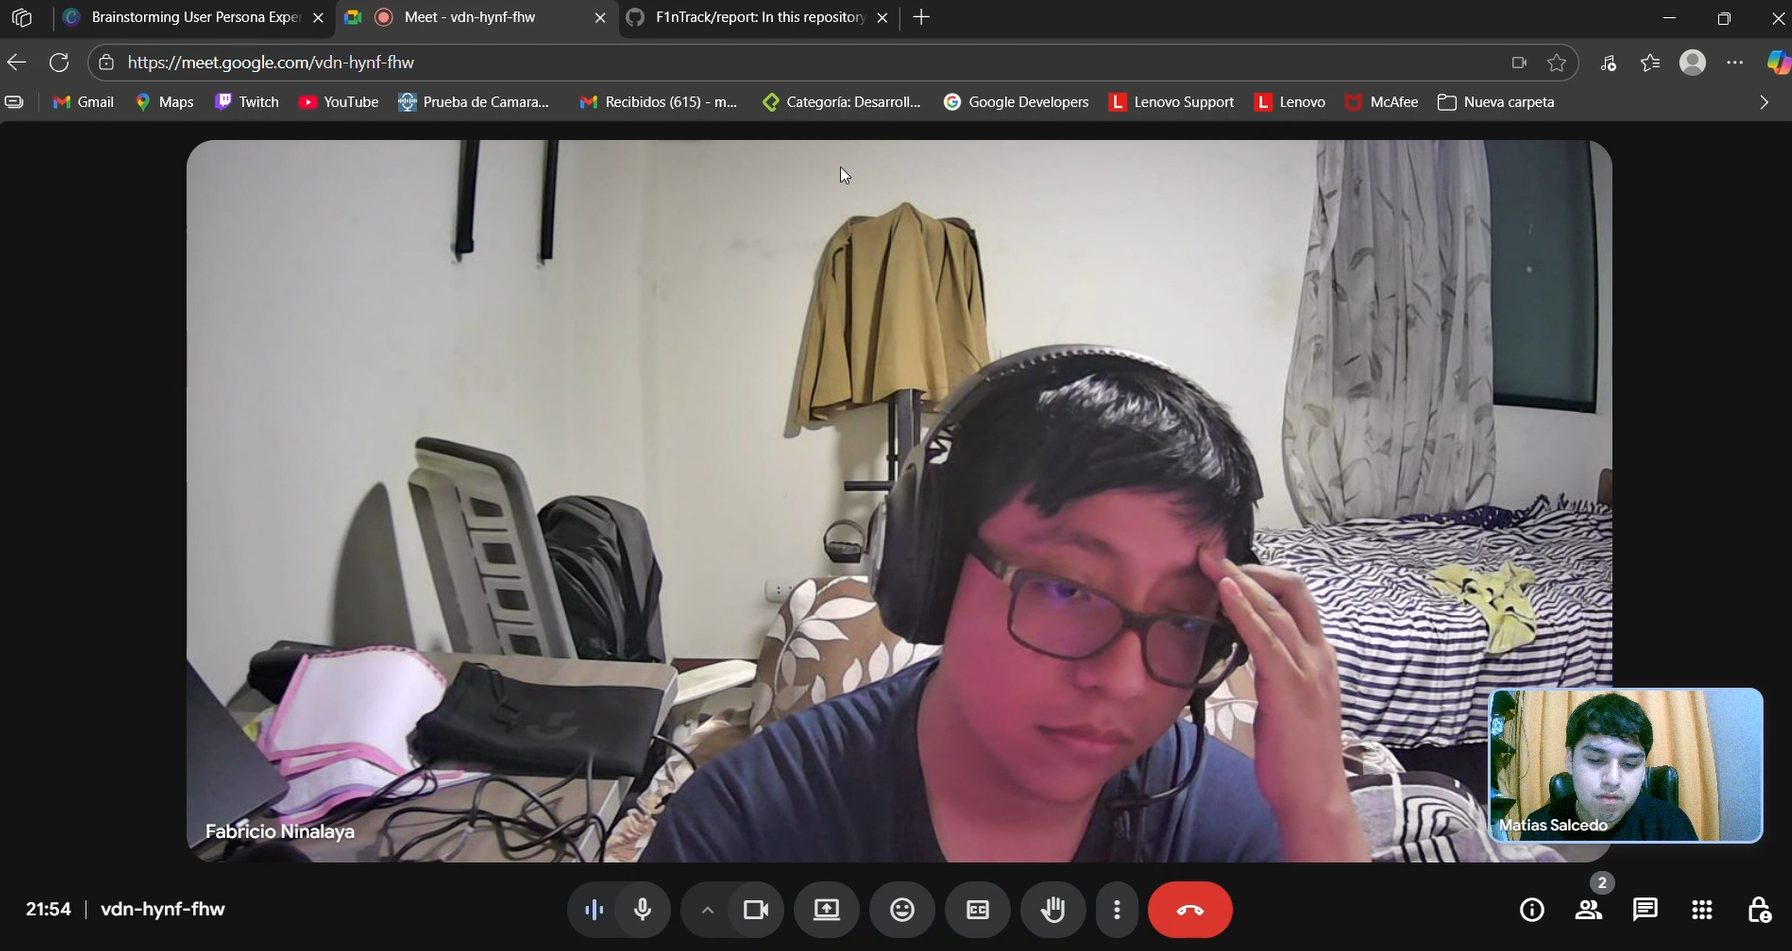 Brainstorming User Persona Exper
Meet - vdn-hynf-fhw
F1nTrack/report: In this repository
https://meet.google.com/vdn-hynf-fhw
Gmail
Maps
Twitch
YouTube
Prueba de Camara...
Recibidos (615) - m...
Categoría: Desarroll...
Google Developers
Lenovo Support
Lenovo
McAfee
Nueva carpeta
Fabricio Ninalaya
Matias Salcedo
21:54
vdn-hynf-fhw
2